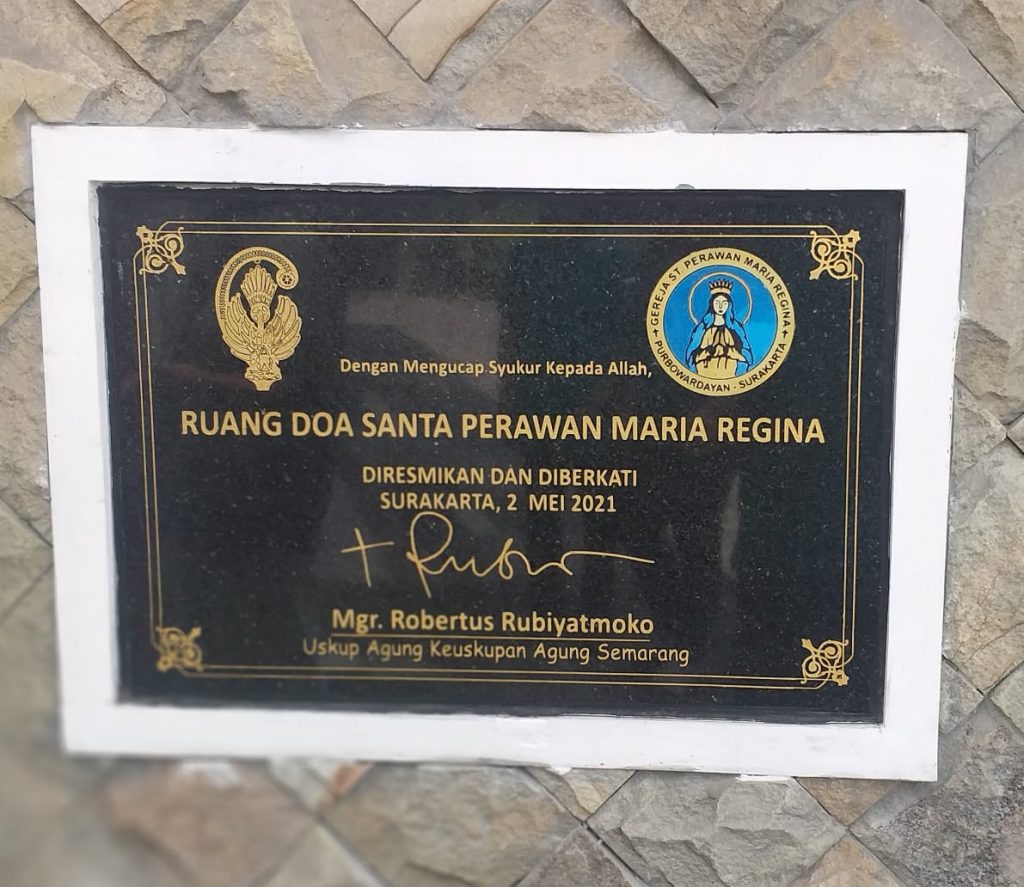 GEREJA ST PERAWAN MARIA REGINA
PURBOWARDAYAN - SURAKARTA
Dengan Mengucap Syukur Kepada Allah,
RUANG DOA SANTA PERAWAN MARIA REGINA
DIRESMIKAN DAN DIBERKATI
SURAKARTA, 2 MEI 2021
Mgr. Robertus Rubiyatmoko
Uskup Agung Keuskupan Agung Semarang